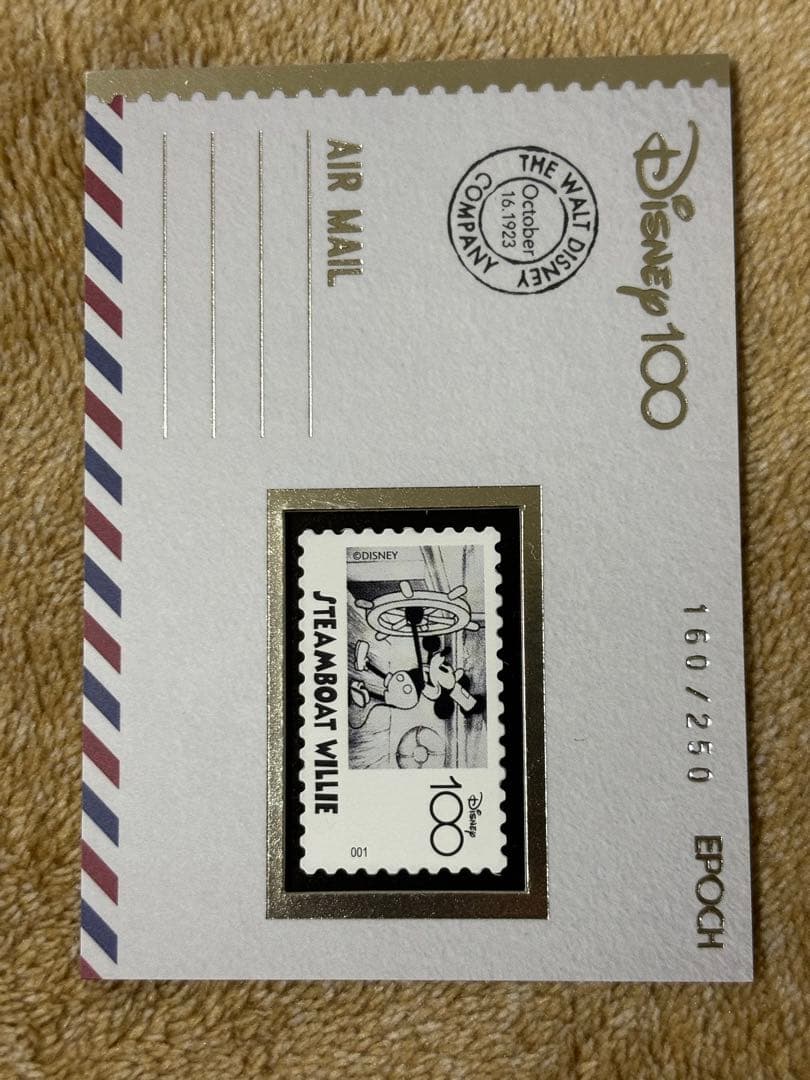 Disney100
THE WALT DISNEY
COMPANY
October
16.1923
AIR MAIL
160/250
EPOCH
©DISNEY
STEAMBOAT WILLIE
Disney
100
001